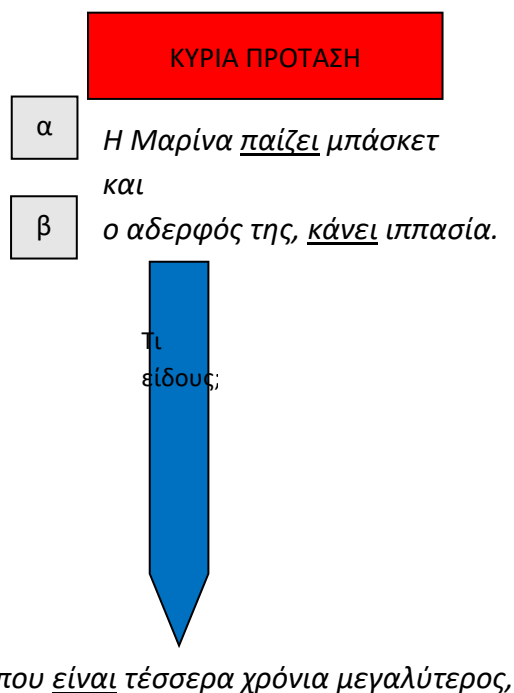 ΚΥΡΙΑ ΠΡΟΤΑΣΗ
α
Η Μαρίνα παίζει μπάσκετ
και
β
ο αδερφός της, κάνει ιππασία.
Τι
είδους;
που είναι τέσσερα χρόνια μεγαλύτερος,